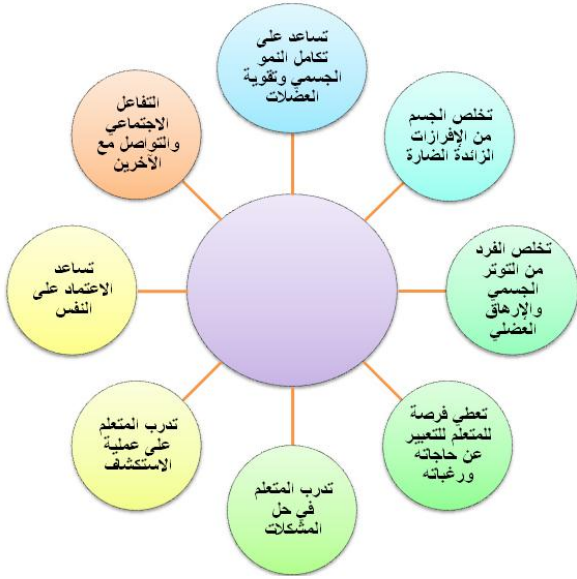 تساعد على
تكامل النمو
الجسمي وتقوية
العضلات
تخلص الجسم
من الإفرازات
الزائدة الضارة
تخلص الفرد
من التوتر
الجسمي
والإرهاق
العضلي
تعطي فرصة
للمتعلم للتعبير
عن حاجاته
ورغباته
تدرب المتعلم
في حل
المشكلات
تدرب المتعلم
على عملية
الاستكشاف
تساعد
الاعتماد على
النفس
التفاعل
الاجتماعي
والتواصل مع
الآخرين